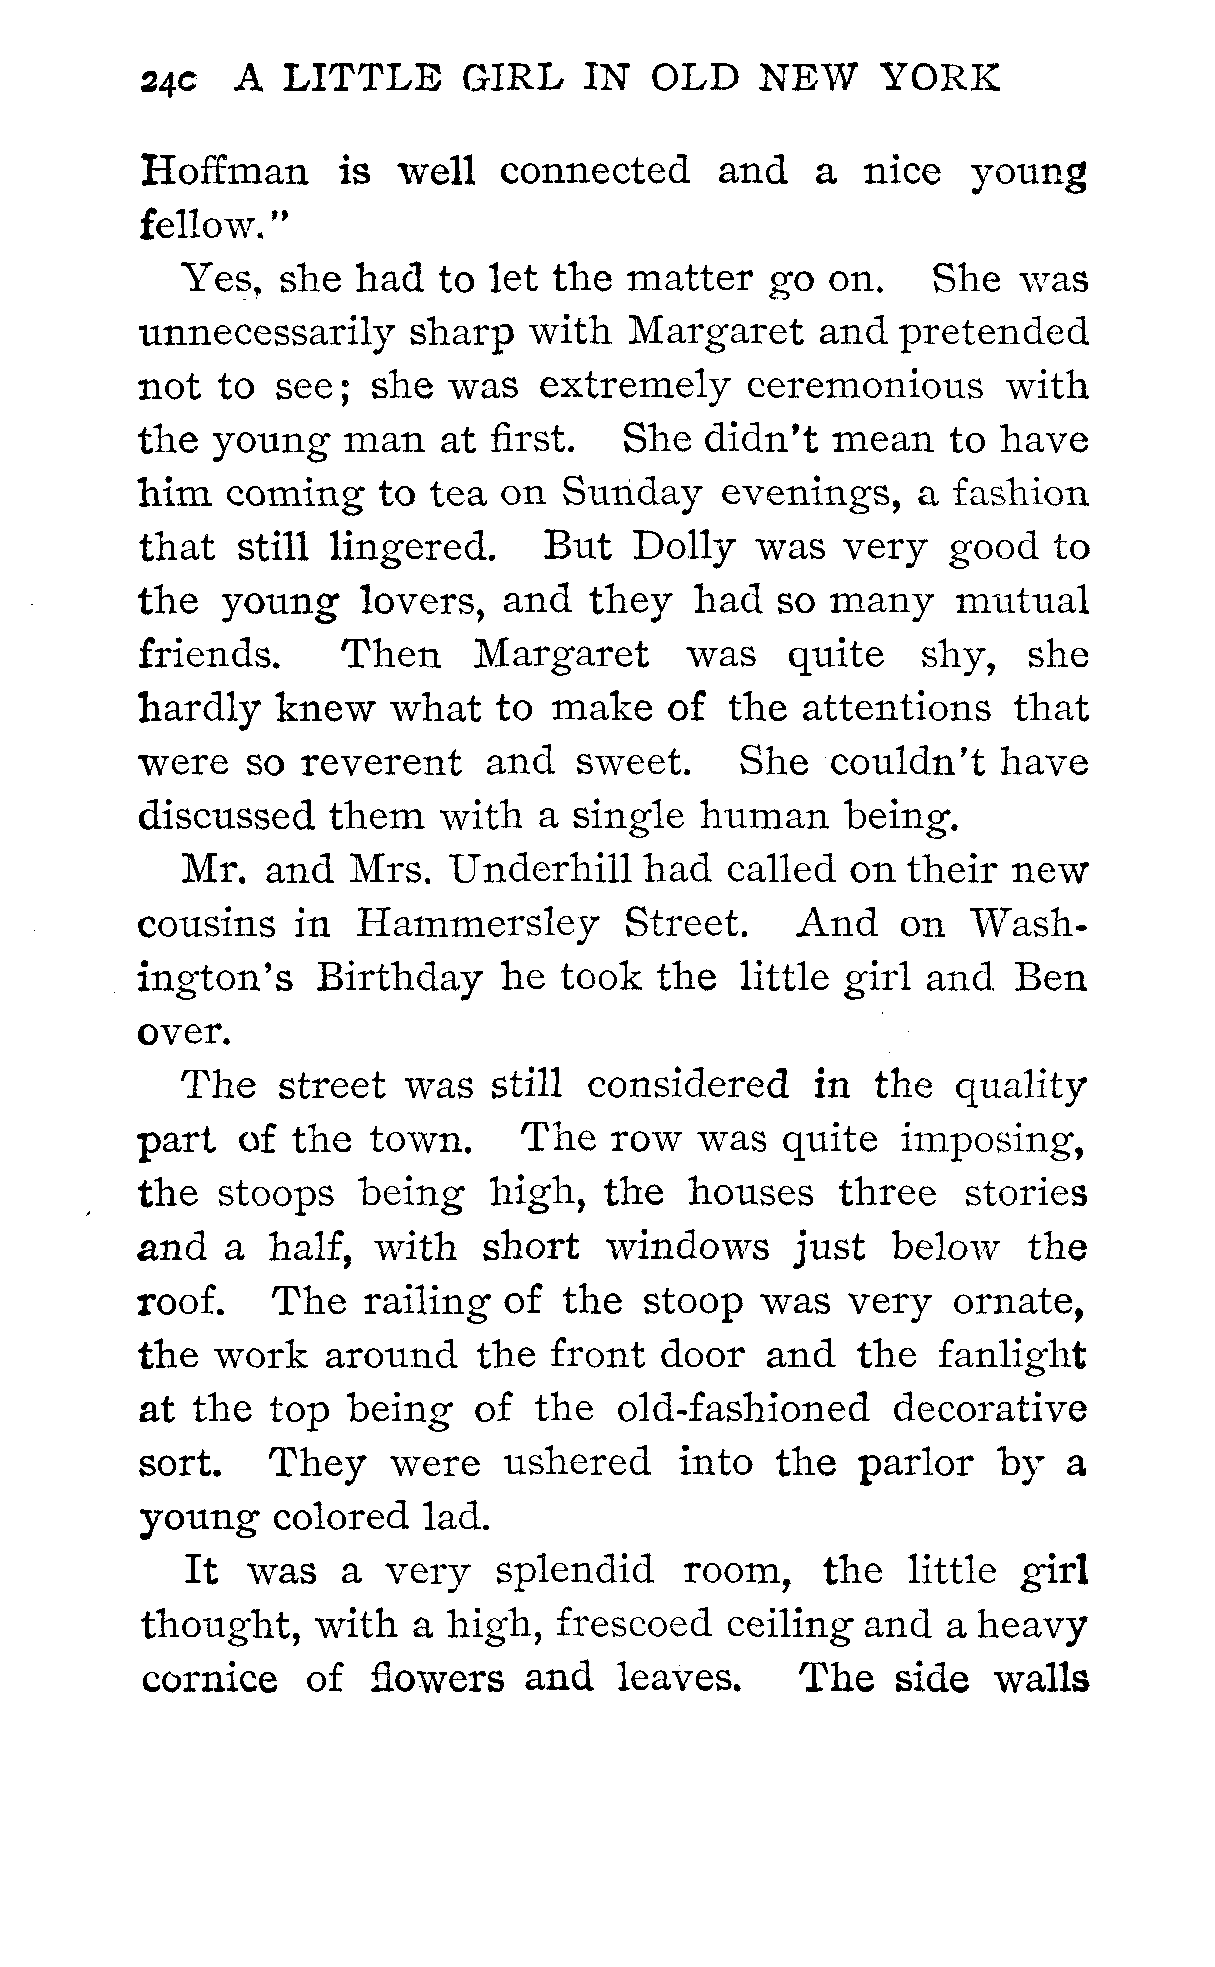 24c A LITTLE GIRL IN OLD NEW YORK
Hoffman is well connected and a nice young
fellow."
Yes, she had to let the matter go on. She was
unnecessarily sharp with Margaret and pretended
not to see; she was extremely ceremonious with
the young man at first. She didn't mean to have
him coming to tea on Sunday evenings, a fashion
that still lingered. But Dolly was very good to
the young lovers, and they had so many mutual
friends. Then Margaret was quite shy, she
hardly knew what to make of the attentions that
were so reverent and sweet. She couldn't have
discussed them with a single human being.
Mr. and Mrs. Underhill had called on their new
cousins in Hammersley Street. And on Wash-
ington's Birthday he took the little girl and Ben
over.
The street was still considered in the quality
part of the town. The row was quite imposing,
the stoops being high, the houses three stories
and a half, with short windows just below the
roof. The railing of the stoop was very ornate,
the work around the front door and the fanlight
at the top being of the old-fashioned decorative
sort. They were ushered into the parlor by a
young colored lad.
It was a very splendid room, the little girl
thought, with a high, frescoed ceiling and a heavy
cornice of flowers and leaves. The side walls